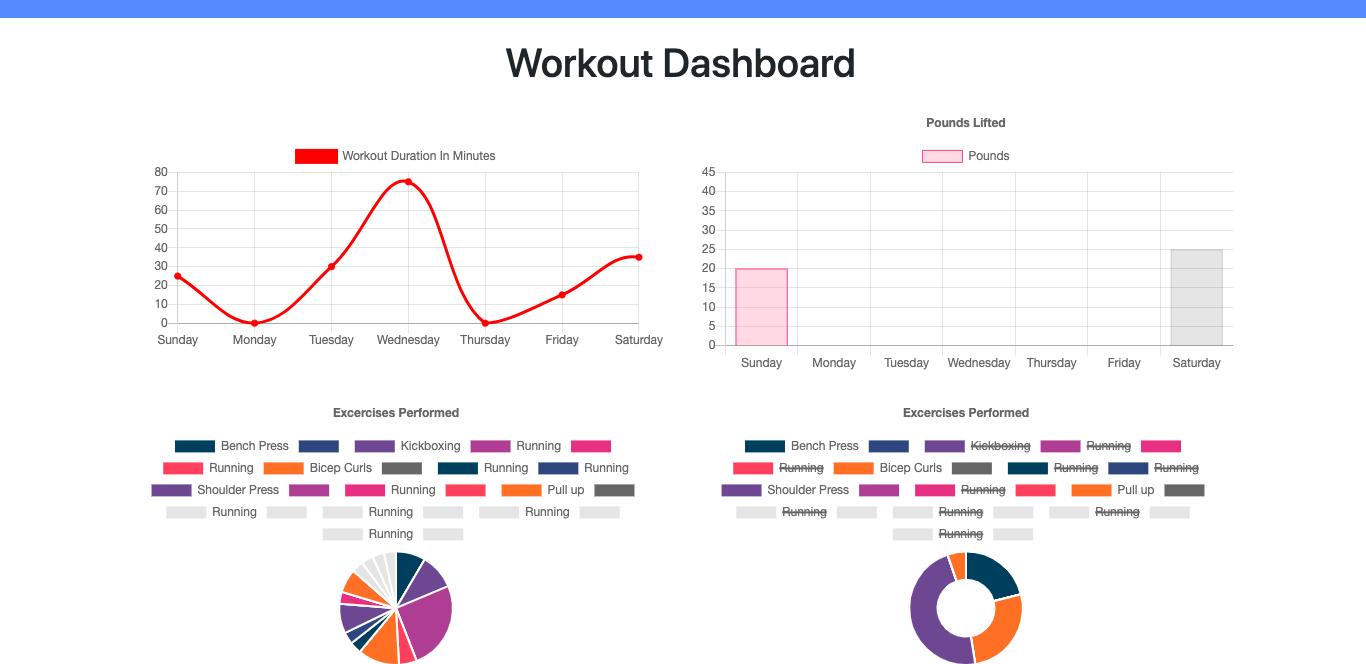 Workout Dashboard
Workout Duration In Minutes
80
70
60
50
40
30
20
10
0
Sunday Monday Tuesday Wednesday Thursday Friday Saturday
Pounds Lifted
Pounds
45
40
35
30
25
20
15
10
5
0
Sunday Monday Tuesday Wednesday Thursday Friday Saturday
Excercises Performed
Bench Press Kickboxing Running
Running Bicep Curls Running Running
Shoulder Press Running Pull up
Running Running Running
Running
Excercises Performed
Bench Press Kickboxing Running
Running Bicep Curls Running Running
Shoulder Press Running Pull up
Running Running Running
Running